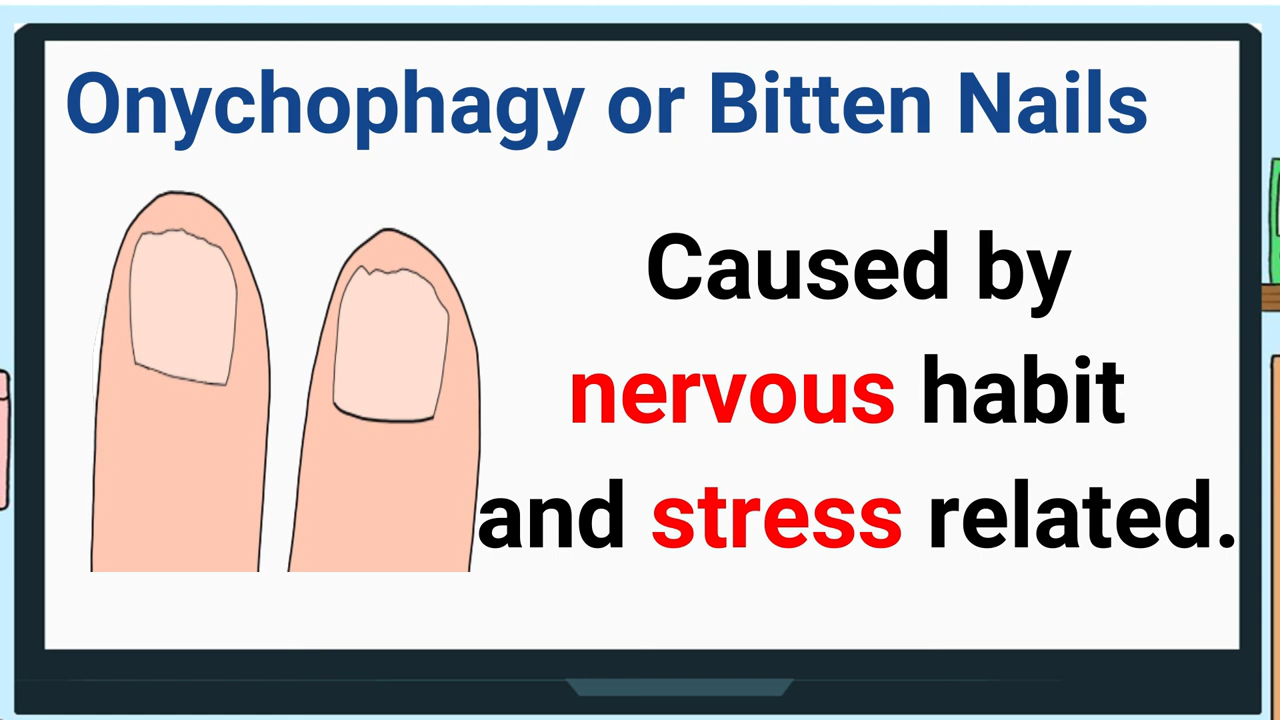 Onychophagy or Bitten Nails
Caused by
nervous habit
and stress related.